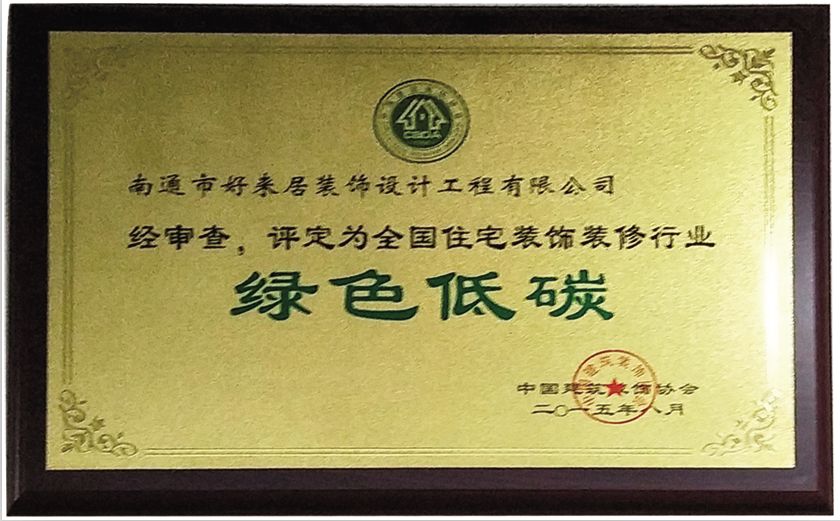 CBDA
南通市好来居装饰设计工程有限公司
经审查，评定为全国住宅装饰装修行业
绿色低碳
中国建筑装饰协会
二〇一五年八月